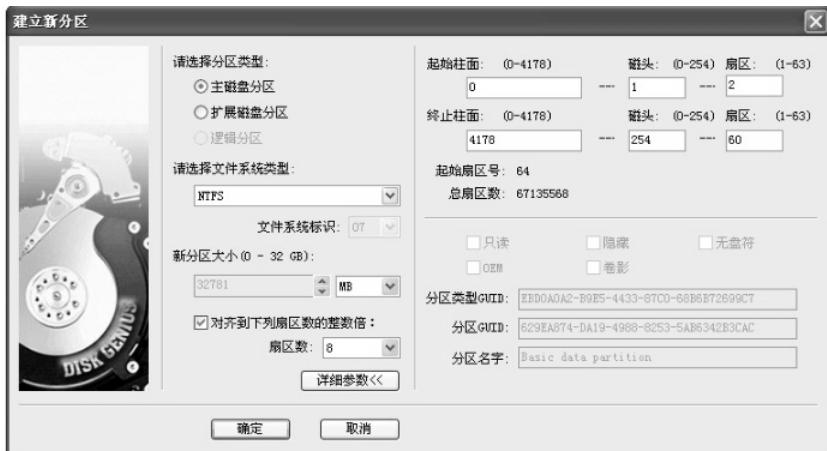 建立新分区
请选择分区类型:
主磁盘分区
扩展磁盘分区
逻辑分区
请选择文件系统类型:
NTFS
文件系统标识: 07
新分区大小(0 - 32 GB):
32781 MB
对齐到下列扇区数的整数倍:
扇区数: 8
详细参数<<
起始柱面: (0-4178) 磁头: (0-254) 扇区: (1-63)
0 --- 1 --- 2
终止柱面: (0-4178) 磁头: (0-254) 扇区: (1-63)
4178 --- 254 --- 60
起始扇区号: 64
总扇区数: 67135568
只读 隐藏 无盘符
OEM 卷影
分区类型GUID: EBD0A0A2-B9E5-4433-87C0-68B6B72699C7
分区GUID: 629EA874-DA19-4988-8253-5AB6342B3CAC
分区名字: Basic data partition
DISK GENIUS
确定 取消